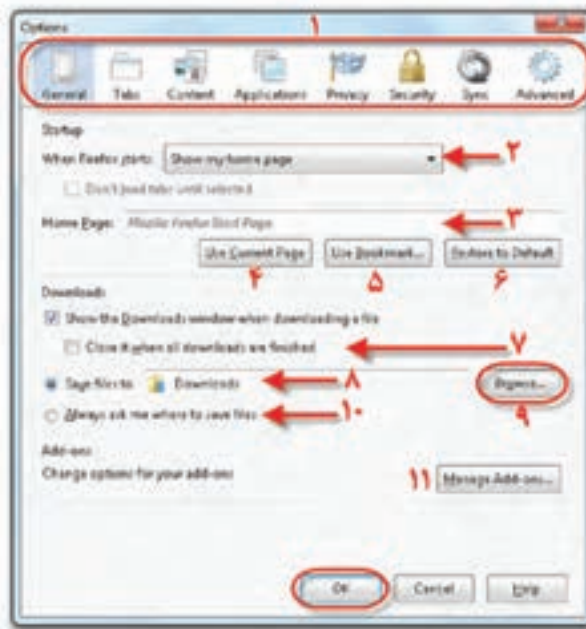 Options
۱
General Tabs Content Applications Privacy Security Sync Advanced
Startup
When Firefox starts: Show my home page ۲
Don't load tabs until selected
Home Page: Mozilla Firefox Start Page ۳
Use Current Page Use Bookmark... Restore to Default
۴ ۵ ۶
Downloads
Show the Downloads window when downloading a file
Close it when all downloads are finished ۷
Save files to: Downloads ۸ Browse...
۹
Always ask me where to save files ۱۰
Add-ons
Change options for your add-ons ۱۱ Manage Add-ons...
OK Cancel Help